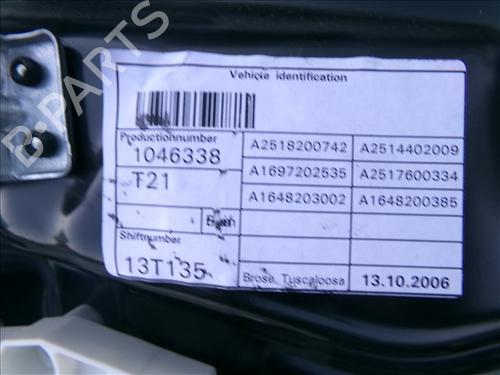 B-PARTS
Vehicle identification
Productionnumber
1046338
T21
Shiftnumber
13T135
A2518200742 A2514402009
A1697202535 A2517600334
A1648203002 A1648200385
Brose, Tuscaloosa 13.10.2006